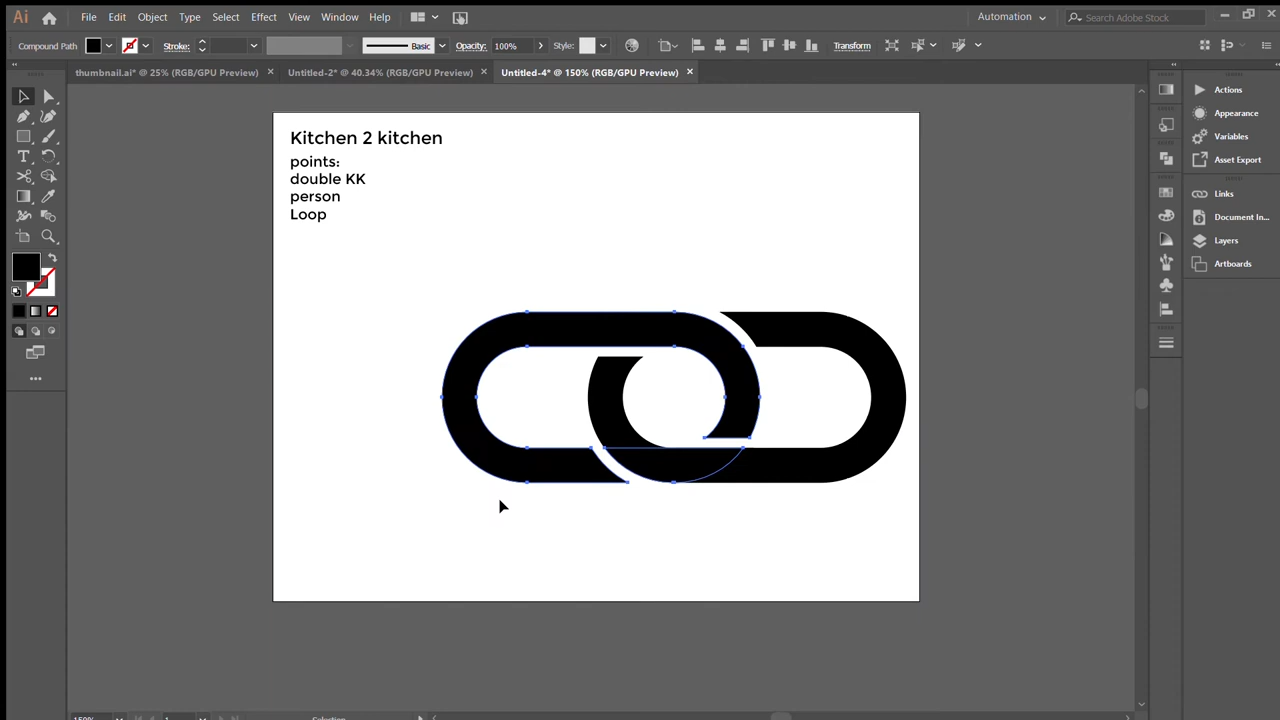 Ai File Edit Object Type Select Effect View Window Help Automation Search Adobe Stock
Compound Path Stroke: Basic Opacity: 100% Style: Transform
thumbnail.ai* @ 25% (RGB/GPU Preview) Untitled-2* @ 40.34% (RGB/GPU Preview) Untitled-4* @ 150% (RGB/GPU Preview)
Kitchen 2 kitchen
points:
double KK
person
Loop
Actions
Appearance
Variables
Asset Export
Links
Document In...
Layers
Artboards
150% 1 Selection